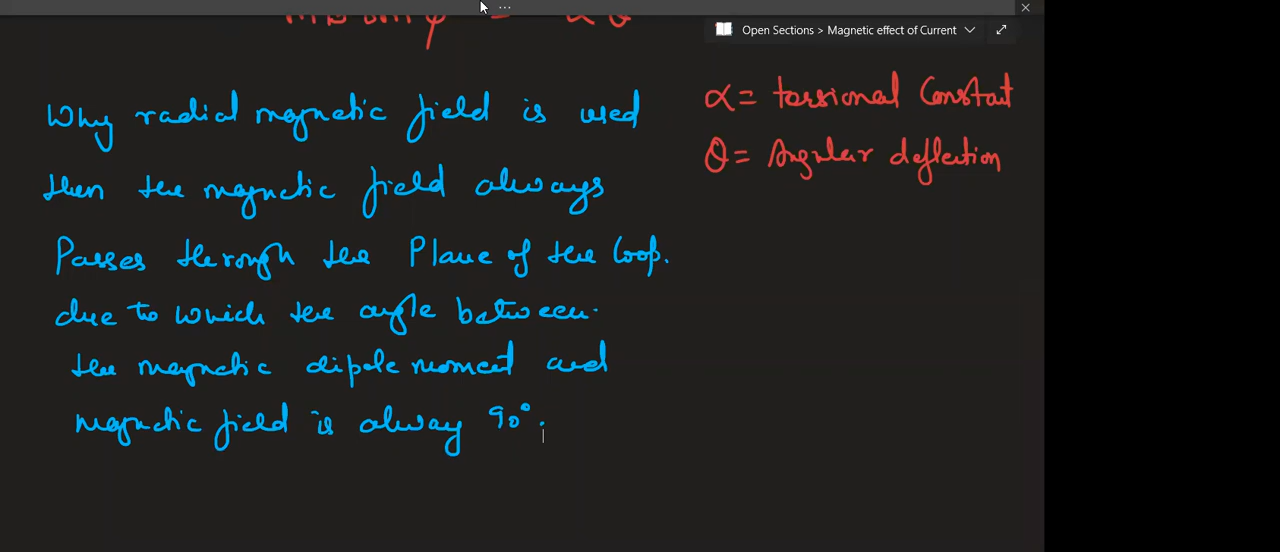 = α θ
Open Sections > Magnetic effect of Current
α = torsional Constant
θ = Angular deflection
Why radial magnetic field is used
then the magnetic field always
Passes through the Plane of the loop.
due to which the angle between.
the magnetic dipole moment and
magnetic field is alway 90°.